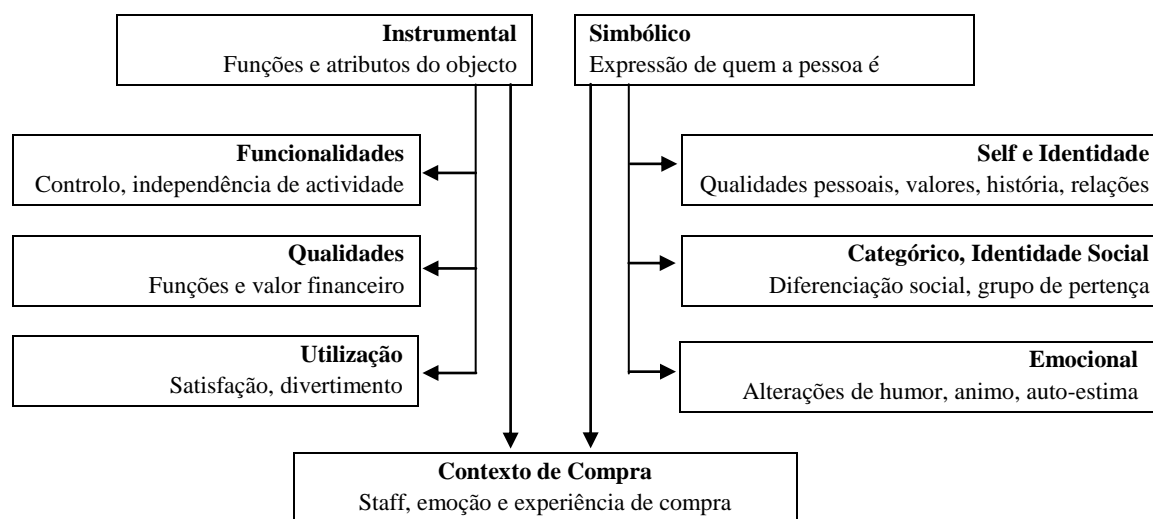 Instrumental
Funções e atributos do objecto
Simbólico
Expressão de quem a pessoa é
Funcionalidades
Controlo, independência de actividade
Self e Identidade
Qualidades pessoais, valores, história, relações
Qualidades
Funções e valor financeiro
Categórico, Identidade Social
Diferenciação social, grupo de pertença
Utilização
Satisfação, divertimento
Emocional
Alterações de humor, animo, auto-estima
Contexto de Compra
Staff, emoção e experiência de compra